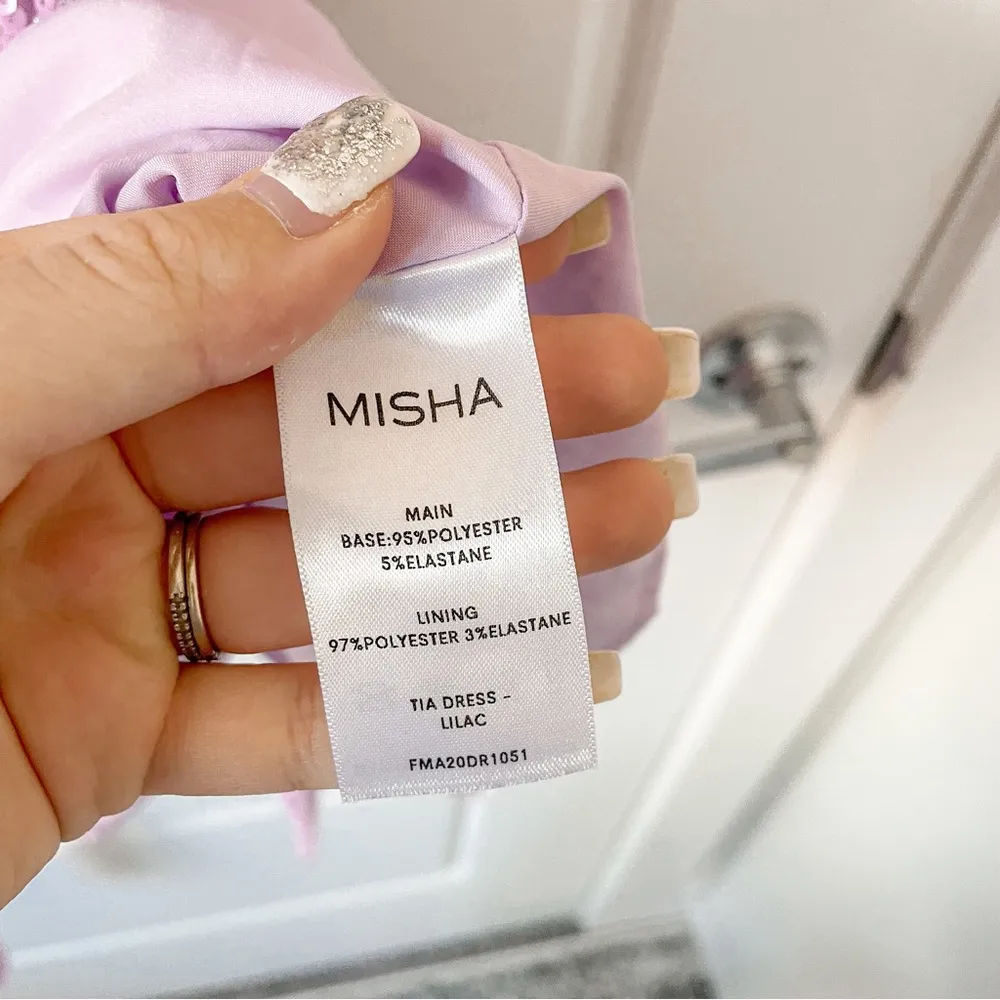 MISHA
MAIN
BASE:95%POLYESTER
5%ELASTANE
LINING
97%POLYESTER 3%ELASTANE
TIA DRESS -
LILAC
FMA20DR1051